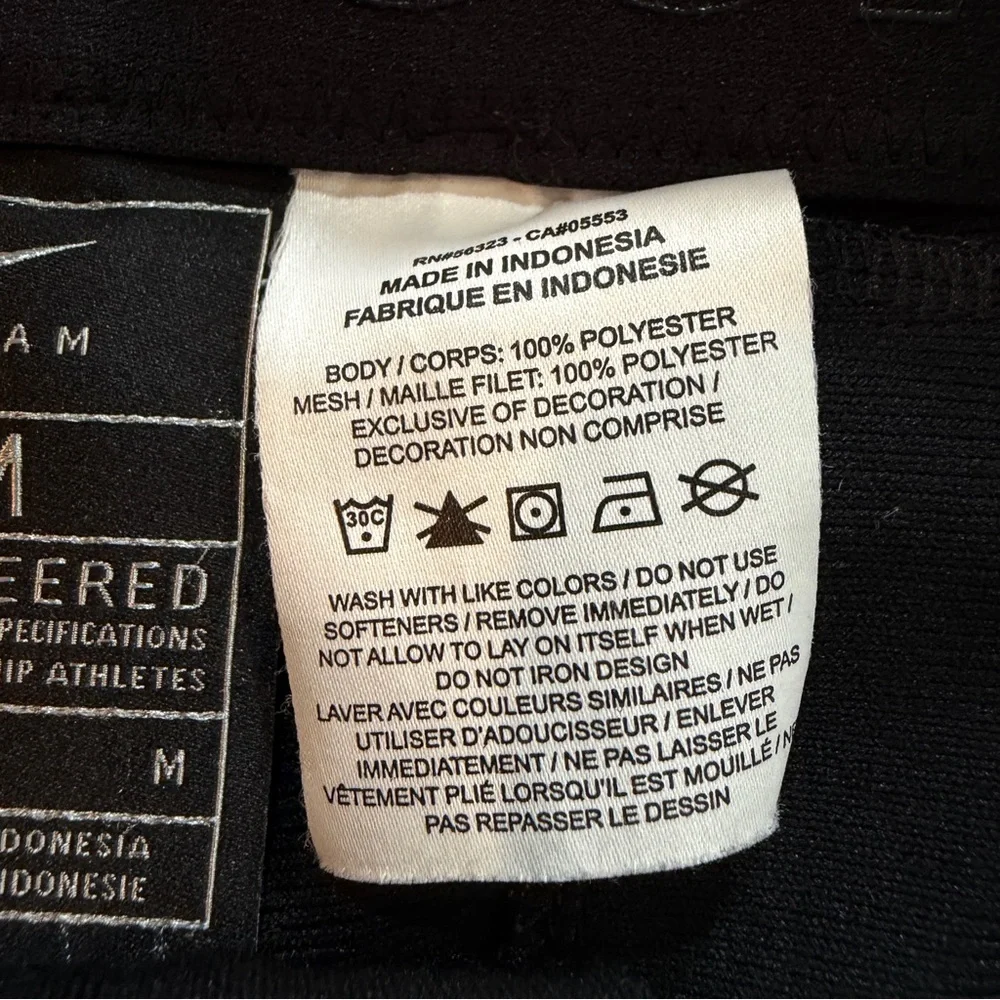 A M
M
EERED
PECIFICATIONS
IP ATHLETES
M
DONESIA
DONESIE
RN#56323 - CA#05553
MADE IN INDONESIA
FABRIQUE EN INDONESIE
BODY / CORPS: 100% POLYESTER
MESH / MAILLE FILET: 100% POLYESTER
EXCLUSIVE OF DECORATION /
DECORATION NON COMPRISE
30C
WASH WITH LIKE COLORS / DO NOT USE
SOFTENERS / REMOVE IMMEDIATELY / DO
NOT ALLOW TO LAY ON ITSELF WHEN WET /
DO NOT IRON DESIGN
LAVER AVEC COULEURS SIMILAIRES / NE PAS
UTILISER D'ADOUCISSEUR / ENLEVER
IMMEDIATEMENT / NE PAS LAISSER LE
VÊTEMENT PLIÉ LORSQU'IL EST MOUILLÉ / NE
PAS REPASSER LE DESSIN